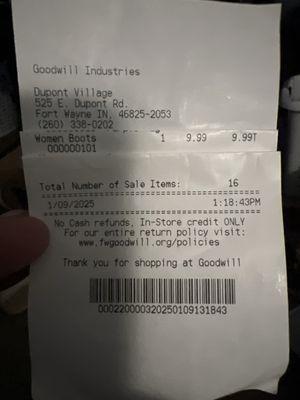 Goodwill Industries
Dupont Village
525 E. Dupont Rd.
Fort Wayne IN, 46825-2053
(260) 338-0202
Women Boots 1 9.99 9.99T
000000101
Total Number of Sale Items: 16
1/09/2025 1:18:43PM
No Cash refunds, In-Store credit ONLY
For our entire return policy visit:
www.fwgoodwill.org/policies
Thank you for shopping at Goodwill
00022000032025010913​1843